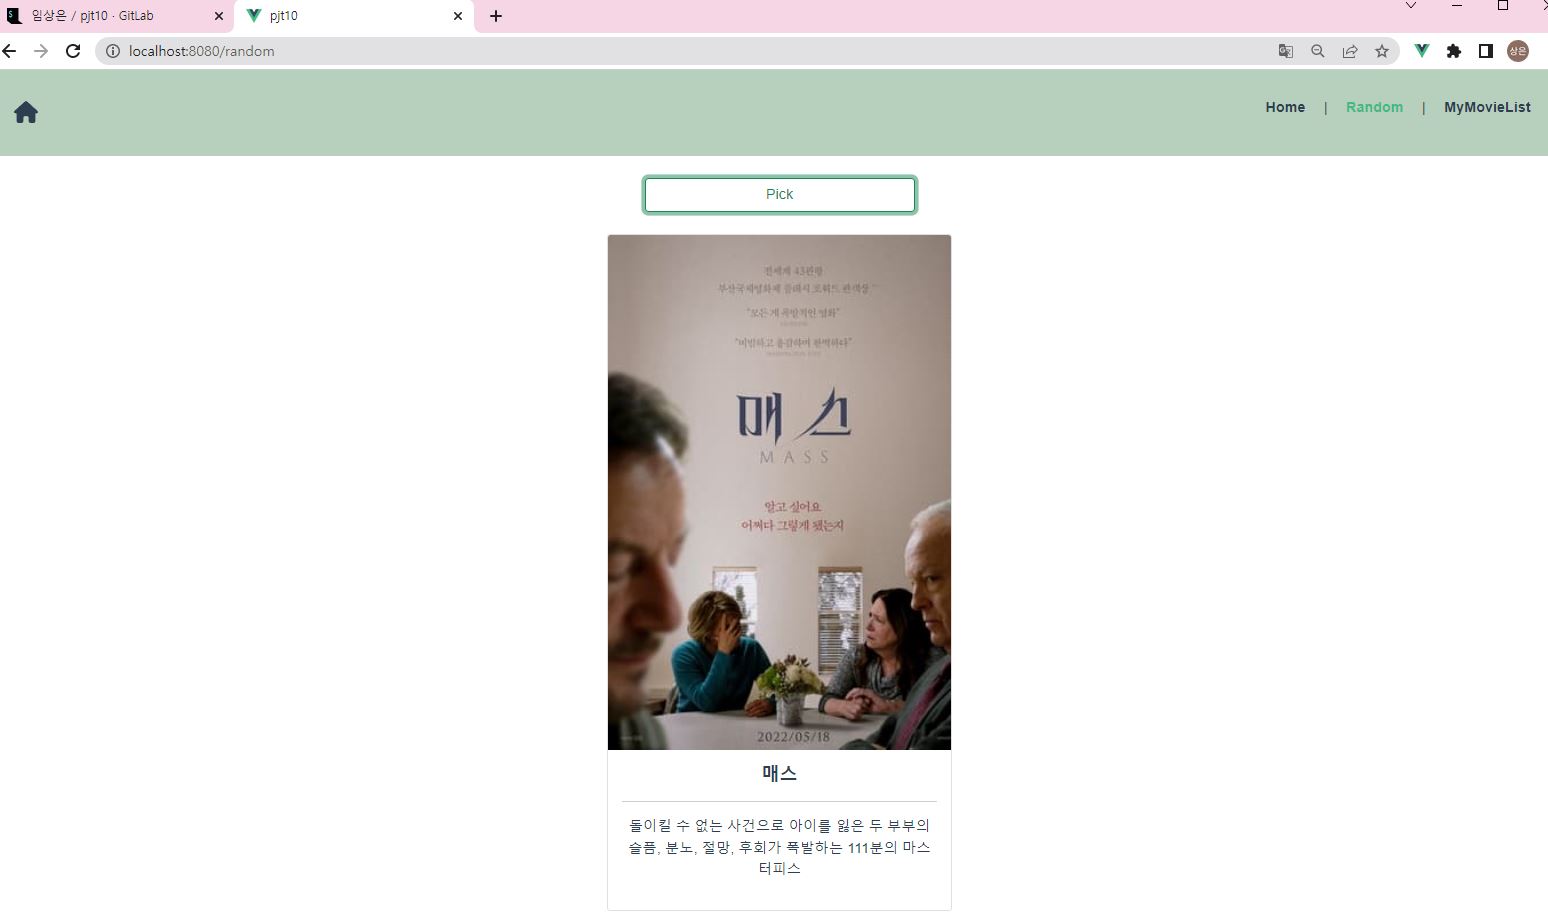 임상은 / pjt10 · GitLab
pjt10
localhost:8080/random
상은
Home | Random | MyMovieList
Pick
전세계 43관왕
부산국제영화제 플래시 포워드 관객상
"모든 게 폭발적인 영화"
"비범하고 용감하며 완벽하다"
매스
MASS
알고 싶어요
어쩌다 그렇게 됐는지
2022/05/18
매스
돌이킬 수 없는 사건으로 아이를 잃은 두 부부의
슬픔, 분노, 절망, 후회가 폭발하는 111분의 마스
터피스